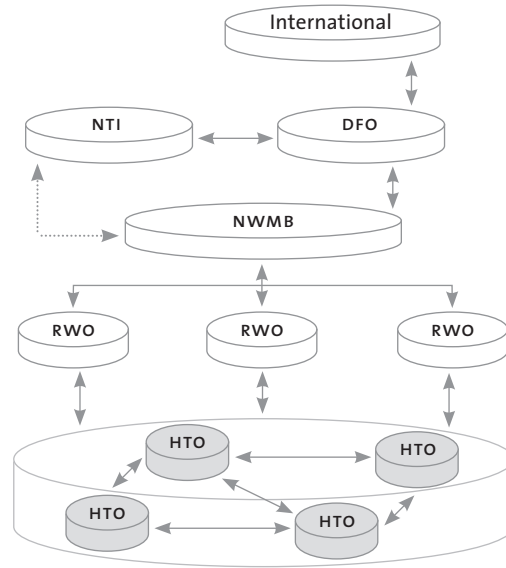 International
NTI
DFO
NWMB
RWO
RWO
RWO
HTO
HTO
HTO
HTO